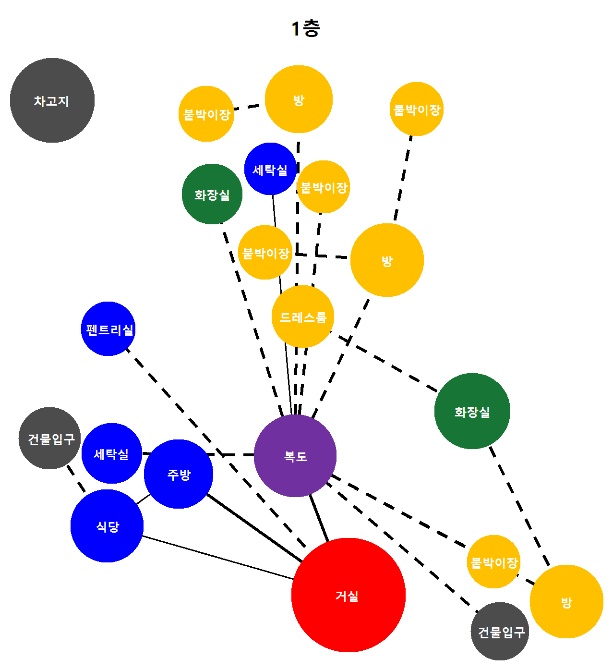 1층
차고지
붙박이장
방
붙박이장
세탁실
화장실
붙박이장
붙박이장
방
드레스룸
펜트리실
화장실
건물입구
세탁실
주방
복도
식당
붙박이장
거실
방
건물입구